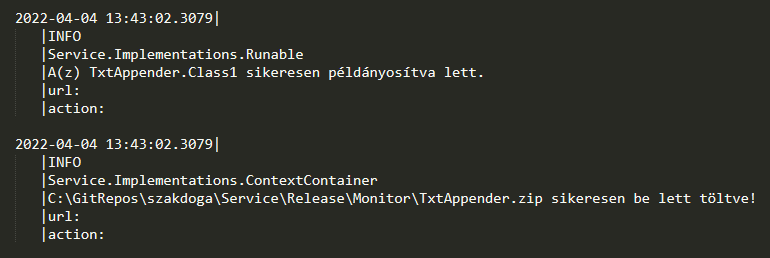 2022-04-04 13:43:02.3079|
|INFO
|Service.Implementations.Runable
|A(z) TxtAppender.Class1 sikeresen példányosítva lett.
|url:
|action:
2022-04-04 13:43:02.3079|
|INFO
|Service.Implementations.ContextContainer
|C:\GitRepos\szakdoga\Service\Release\Monitor\TxtAppender.zip sikeresen be lett töltve!
|url:
|action: